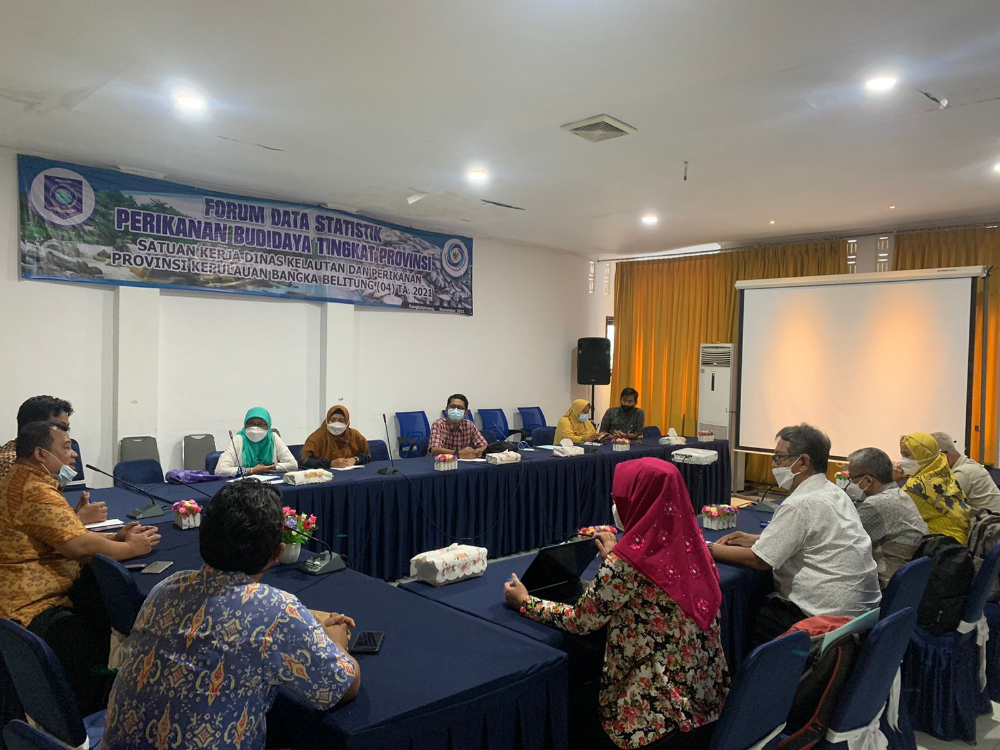 FORUM DATA STATISTIK
PERIKANAN BUDIDAYA TINGKAT PROVINSI
SATUAN KERJA DINAS KELAUTAN DAN PERIKANAN
PROVINSI KEPULAUAN BANGKA BELITUNG (04) TA. 2021
Pangkalpinang, November 2021